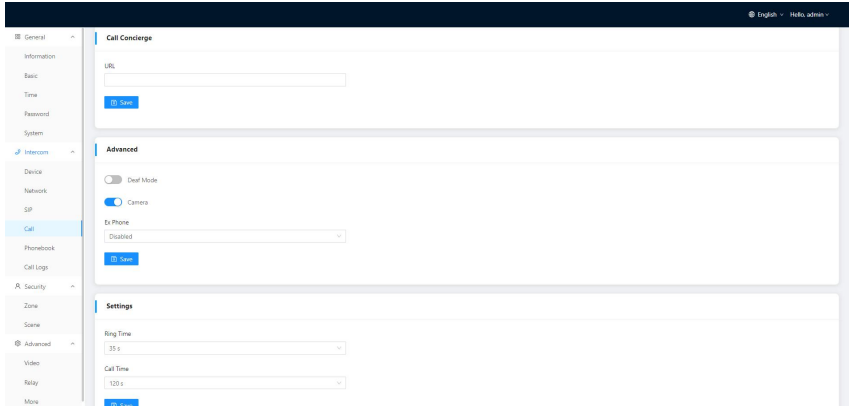 English Hello, admin
General
Information
Basic
Time
Password
System
Intercom
Device
Network
SIP
Call
Phonebook
Call Logs
Security
Zone
Scene
Advanced
Video
Relay
More
Call Concierge
URL
Save
Advanced
Deaf Mode
Camera
Ex Phone
Disabled
Save
Settings
Ring Time
35 s
Call Time
120 s
Save